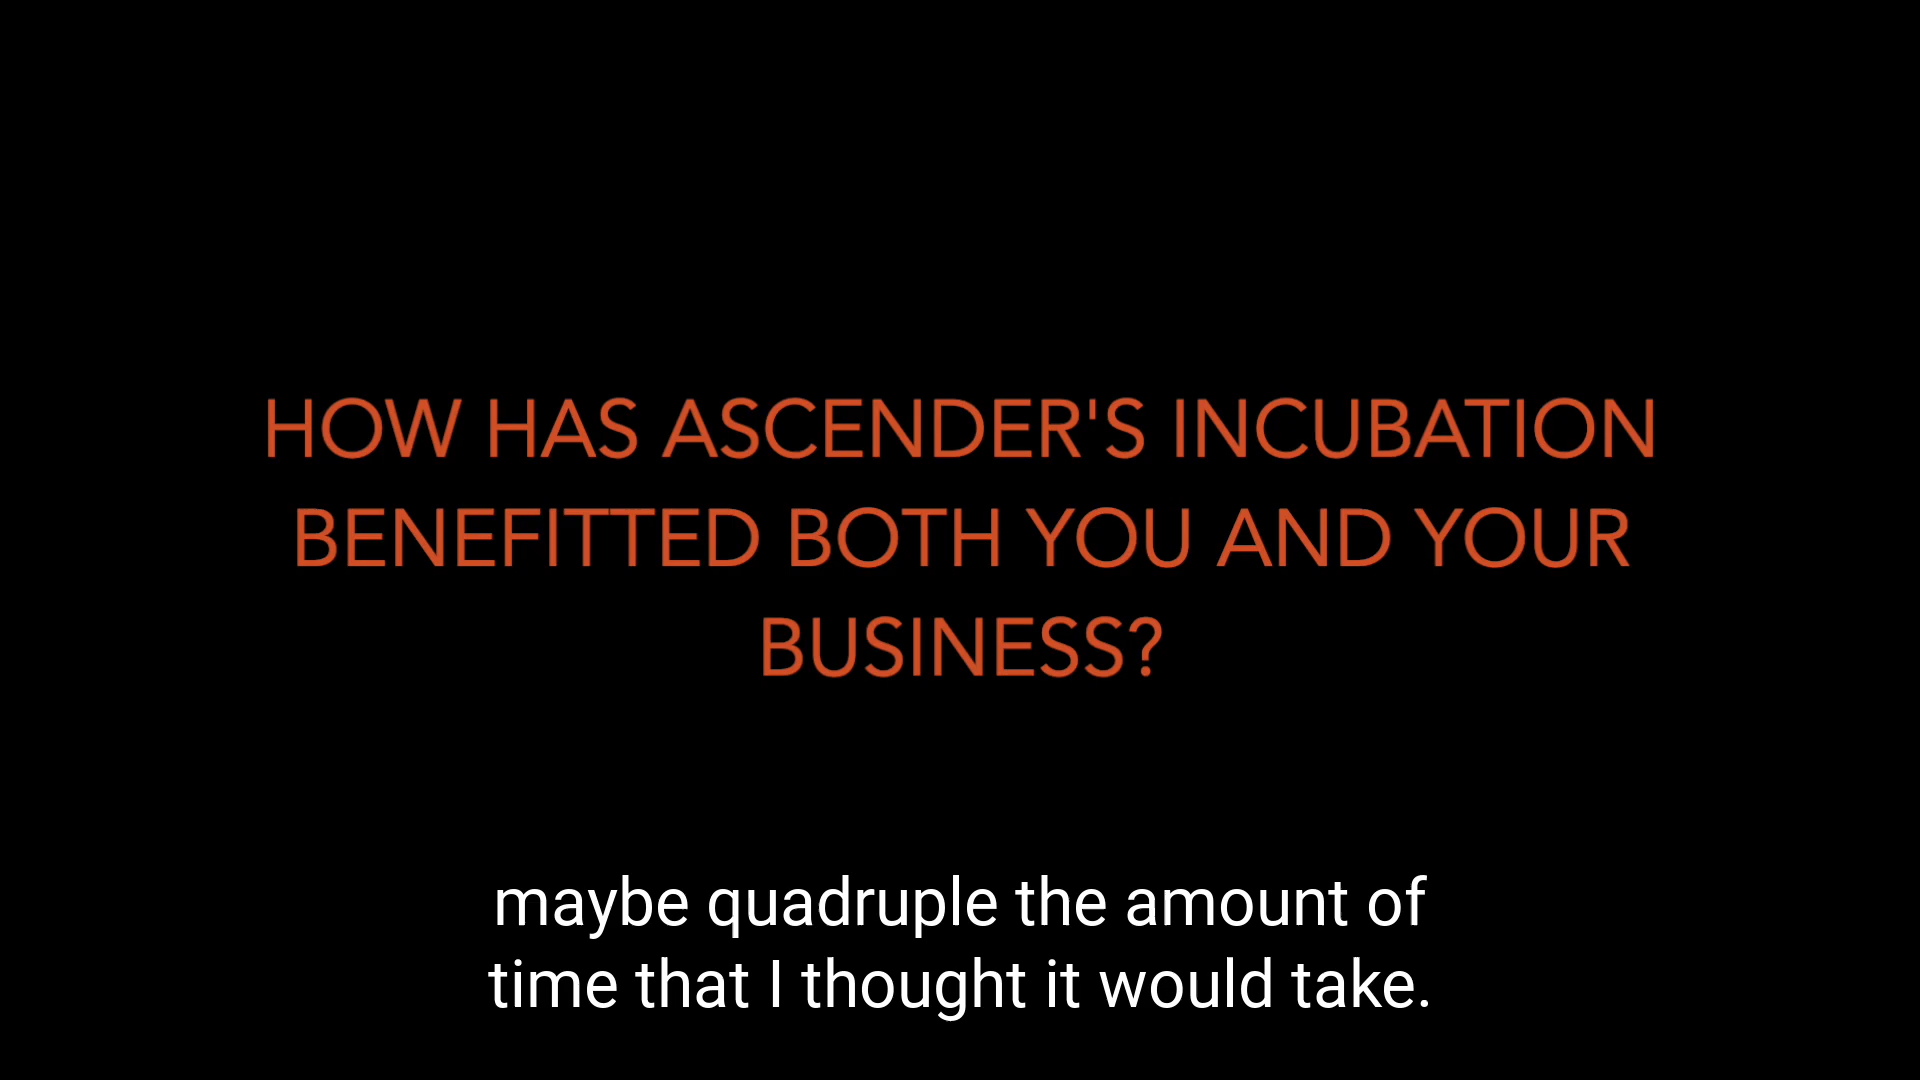 HOW HAS ASCENDER'S INCUBATION
BENEFITTED BOTH YOU AND YOUR
BUSINESS?
maybe quadruple the amount of
time that I thought it would take.